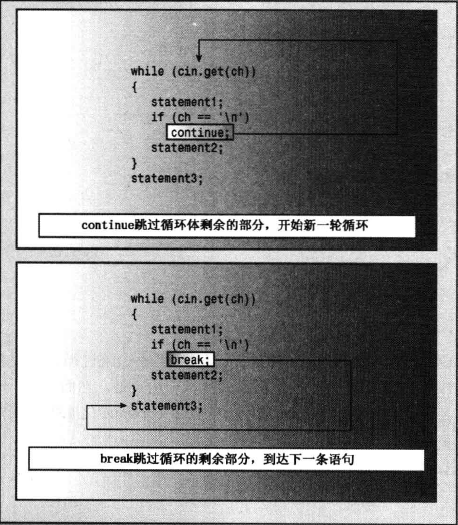 while (cin.get(ch))
{
statement1;
if (ch == '\n')
continue;
statement2;
}
statement3;
continue跳过循环体剩余的部分，开始新一轮循环
while (cin.get(ch))
{
statement1;
if (ch == '\n')
break;
statement2;
}
statement3;
break跳过循环的剩余部分，到达下一条语句